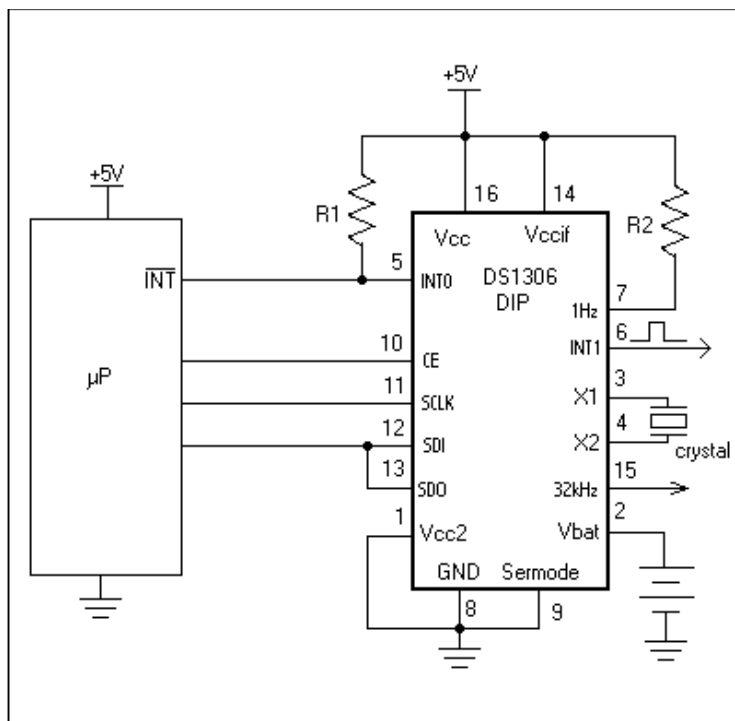 +5V
+5V
R1
16
14
R2
Vcc
Vccif
INT
5
INT0
DS1306
DIP
7
1Hz
6
INT1
µP
10
CE
11
SCLK
3
X1
12
SDI
4
X2
crystal
13
SDO
15
32kHz
1
Vcc2
2
Vbat
GND
Sermode
8
9